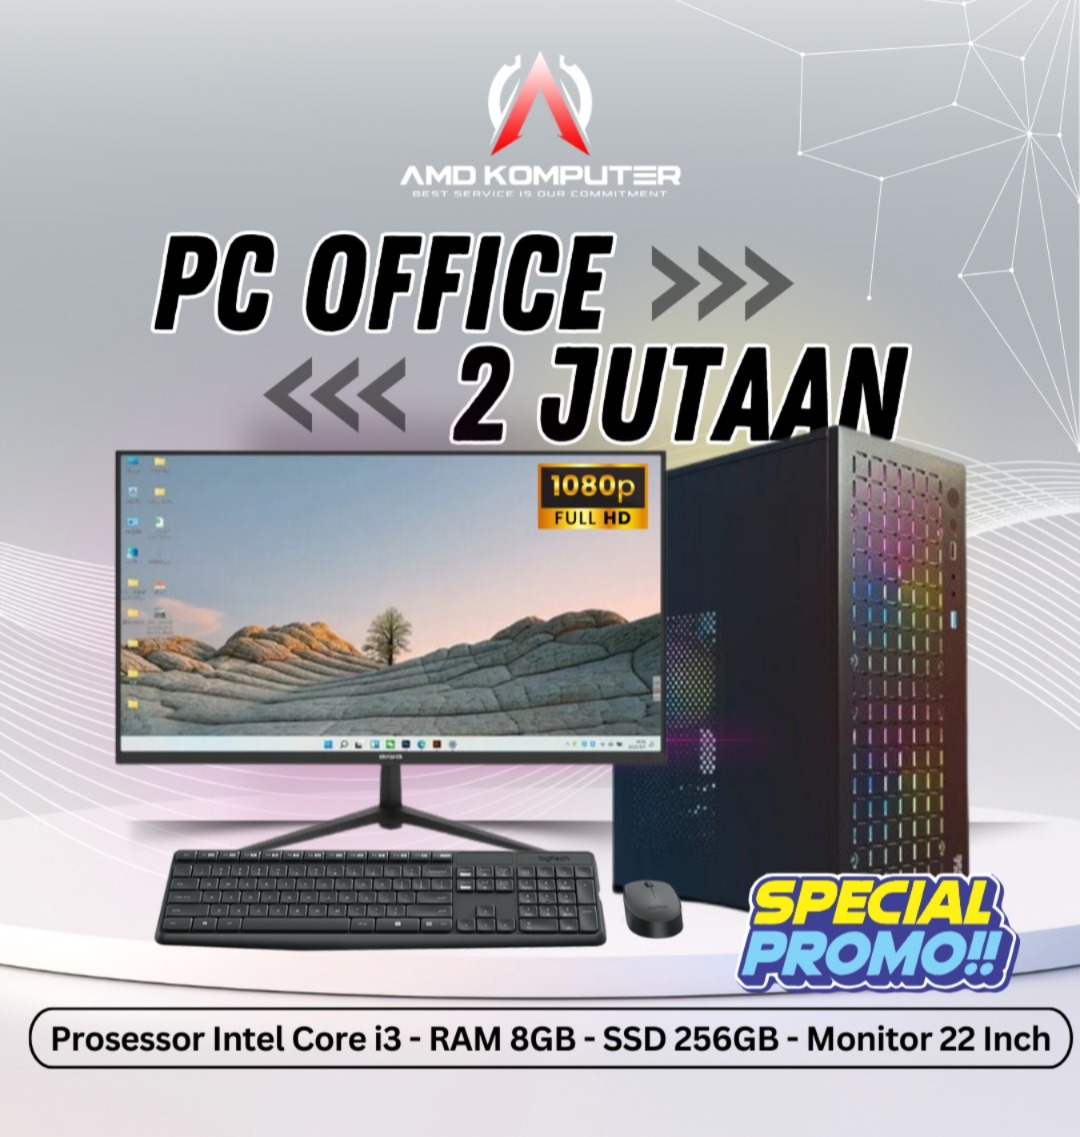 AMD KOMPUTER
BEST SERVICE IS OUR COMMITMENT
PC OFFICE
2 JUTAAN
1080p
FULL HD
logitech
SPECIAL
PROMO!!
Prosessor Intel Core i3 - RAM 8GB - SSD 256GB - Monitor 22 Inch